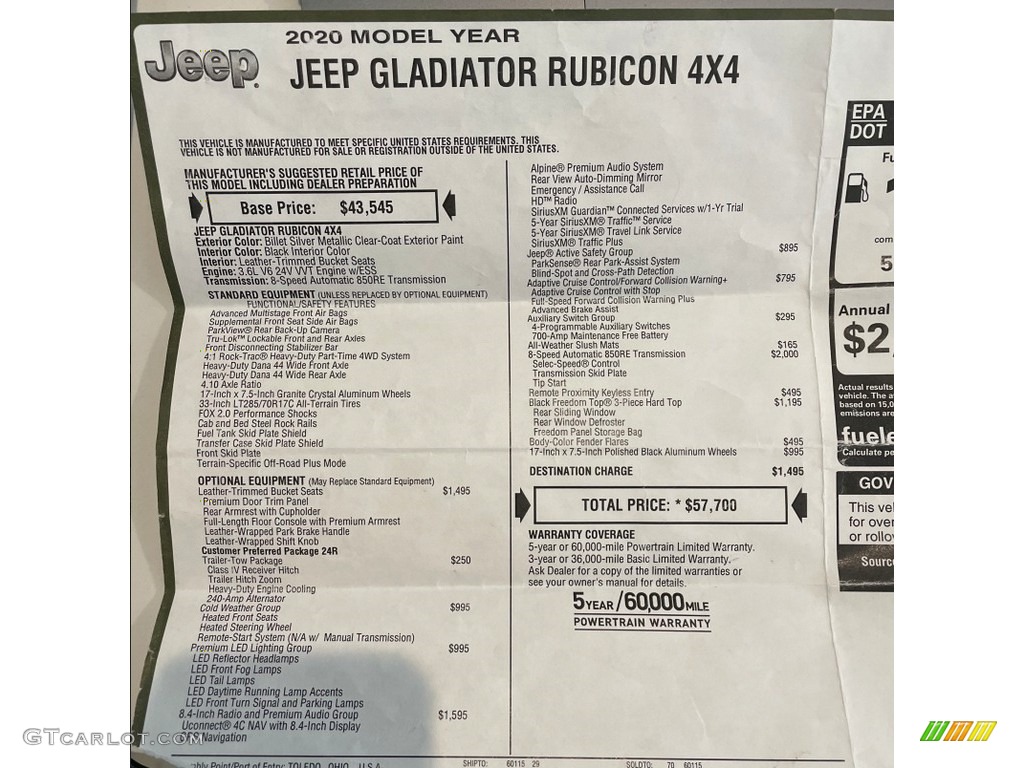 Jeep
2020 MODEL YEAR
JEEP GLADIATOR RUBICON 4X4
THIS VEHICLE IS MANUFACTURED TO MEET SPECIFIC UNITED STATES REQUIREMENTS. THIS
VEHICLE IS NOT MANUFACTURED FOR SALE OR REGISTRATION OUTSIDE OF THE UNITED STATES.
MANUFACTURER'S SUGGESTED RETAIL PRICE OF
THIS MODEL INCLUDING DEALER PREPARATION
Base Price: $43,545
JEEP GLADIATOR RUBICON 4X4
Exterior Color: Billet Silver Metallic Clear-Coat Exterior Paint
Interior Color: Black Interior Color
Interior: Leather-Trimmed Bucket Seats
Engine: 3.6L V6 24V VVT Engine w/ESS
Transmission: 8-Speed Automatic 850RE Transmission
STANDARD EQUIPMENT (UNLESS REPLACED BY OPTIONAL EQUIPMENT)
FUNCTIONAL/SAFETY FEATURES
Advanced Multistage Front Air Bags
Supplemental Front Seat Side Air Bags
ParkView® Rear Back-Up Camera
Tru-Lok™ Lockable Front and Rear Axles
Front Disconnecting Stabilizer Bar
4:1 Rock-Trac® Heavy-Duty Part-Time 4WD System
Heavy-Duty Dana 44 Wide Front Axle
Heavy-Duty Dana 44 Wide Rear Axle
4.10 Axle Ratio
17-Inch x 7.5-Inch Granite Crystal Aluminum Wheels
33-Inch LT285/70R17C All-Terrain Tires
FOX 2.0 Performance Shocks
Cab and Bed Steel Rock Rails
Fuel Tank Skid Plate Shield
Transfer Case Skid Plate Shield
Front Skid Plate
Terrain-Specific Off-Road Plus Mode
OPTIONAL EQUIPMENT (May Replace Standard Equipment)
Leather-Trimmed Bucket Seats $1,495
Premium Door Trim Panel
Rear Armrest with Cupholder
Full-Length Floor Console with Premium Armrest
Leather-Wrapped Park Brake Handle
Leather-Wrapped Shift Knob
Customer Preferred Package 24R
Trailer-Tow Package $250
Class IV Receiver Hitch
Trailer Hitch Zoom
Heavy-Duty Engine Cooling
240-Amp Alternator
Cold Weather Group $995
Heated Front Seats
Heated Steering Wheel
Remote-Start System (N/A w/ Manual Transmission)
Premium LED Lighting Group $995
LED Reflector Headlamps
LED Front Fog Lamps
LED Tail Lamps
LED Daytime Running Lamp Accents
LED Front Turn Signal and Parking Lamps
8.4-Inch Radio and Premium Audio Group $1,595
Uconnect® 4C NAV with 8.4-Inch Display
GPS Navigation
Alpine® Premium Audio System
Rear View Auto-Dimming Mirror
Emergency / Assistance Call
HD™ Radio
SiriusXM Guardian™ Connected Services w/1-Yr Trial
5-Year SiriusXM® Traffic™ Service
5-Year SiriusXM® Travel Link Service
SiriusXM® Traffic Plus
Jeep® Active Safety Group $895
ParkSense® Rear Park-Assist System
Blind-Spot and Cross-Path Detection
Adaptive Cruise Control/Forward Collision Warning+ $795
Adaptive Cruise Control with Stop
Full-Speed Forward Collision Warning Plus
Advanced Brake Assist
Auxiliary Switch Group $295
4-Programmable Auxiliary Switches
700-Amp Maintenance Free Battery
All-Weather Slush Mats $165
8-Speed Automatic 850RE Transmission $2,000
Selec-Speed® Control
Transmission Skid Plate
Tip Start
Remote Proximity Keyless Entry $495
Black Freedom Top® 3-Piece Hard Top $1,195
Rear Sliding Window
Rear Window Defroster
Freedom Panel Storage Bag
Body-Color Fender Flares $495
17-Inch x 7.5-Inch Polished Black Aluminum Wheels $995
DESTINATION CHARGE $1,495
TOTAL PRICE: * $57,700
WARRANTY COVERAGE
5-year or 60,000-mile Powertrain Limited Warranty.
3-year or 36,000-mile Basic Limited Warranty.
Ask Dealer for a copy of the limited warranties or
see your owner's manual for details.
5YEAR/60,000MILE
POWERTRAIN WARRANTY
EPA
DOT
Fu
com
5
Annual
$2
Actual results
vehicle. The a
based on 15,0
emissions are
fuele
Calculate pe
GOV
This vel
for over
or rollov
Source
bly Point/Port of Entry: TOLEDO, OHIO, U.S.A.
SHIPTO: 60115 29
SOLDTO: 70 60115
GTcarlot.com